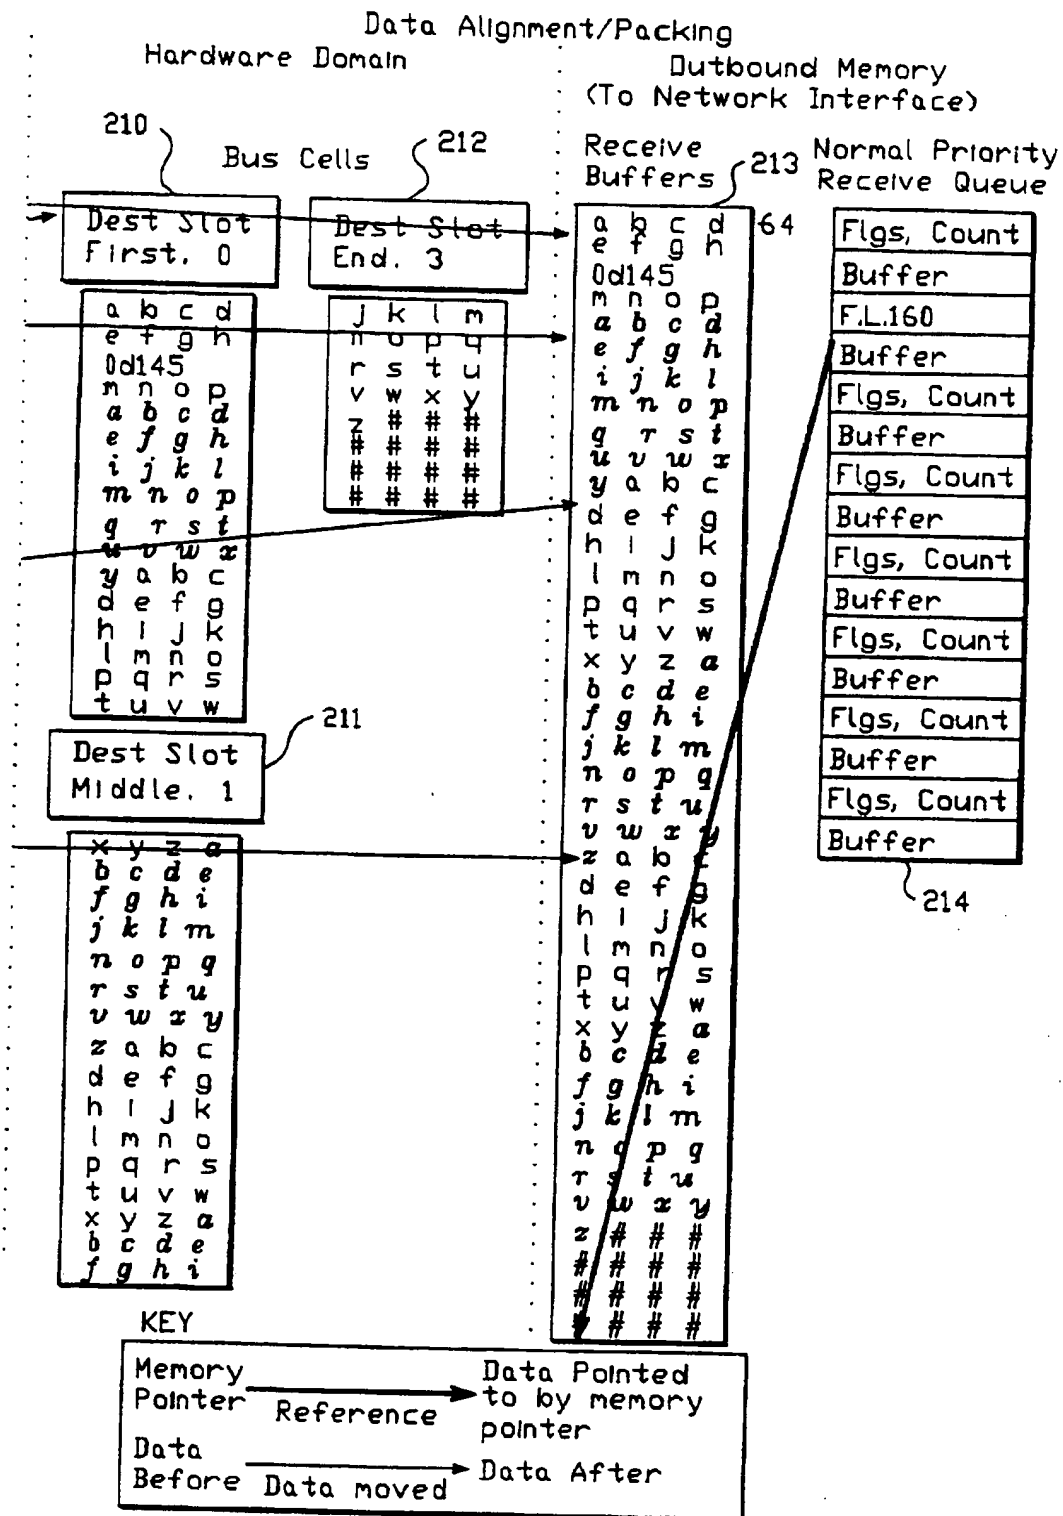 Data Alignment/Packing
Hardware Domain
Outbound Memory
(To Network Interface)
210
Bus Cells
212
Receive
Buffers
213
Normal Priority
Receive Queue
Dest Slot
First. 0
Dest Slot
End. 3
a b c d
e f g h
0d145
m n o p
a b c d
e f g h
i j k l
m n o p
q r s t
u v w x
y a b c
d e f g
h i j k
l m n o
p q r s
t u v w
j k l m
n o p q
r s t u
v w x y
z # # #
# # # #
# # # #
# # # #
Dest Slot
Middle. 1
211
x y z a
b c d e
f g h i
j k l m
n o p q
r s t u
v w x y
z a b c
d e f g
h i j k
l m n o
p q r s
t u v w
x y z a
b c d e
f g h i
64
a b c d
e f g h
0d145
m n o p
a b c d
e f g h
i j k l
m n o p
q r s t
u v w x
y a b c
d e f g
h i j k
l m n o
p q r s
t u v w
x y z a
b c d e
f g h i
j k l m
n o p q
r s t u
v w x y
z a b c
d e f g
h i j k
l m n o
p q r s
t u v w
x y z a
b c d e
f g h i
j k l m
n o p q
r s t u
v w x y
z # # #
# # # #
# # # #
# # # #
Flgs, Count
Buffer
F.L.160
Buffer
Flgs, Count
Buffer
Flgs, Count
Buffer
Flgs, Count
Buffer
Flgs, Count
Buffer
Flgs, Count
Buffer
Flgs, Count
Buffer
214
KEY
Memory
Pointer
Reference
Data Pointed
to by memory
pointer
Data
Before
Data moved
Data After